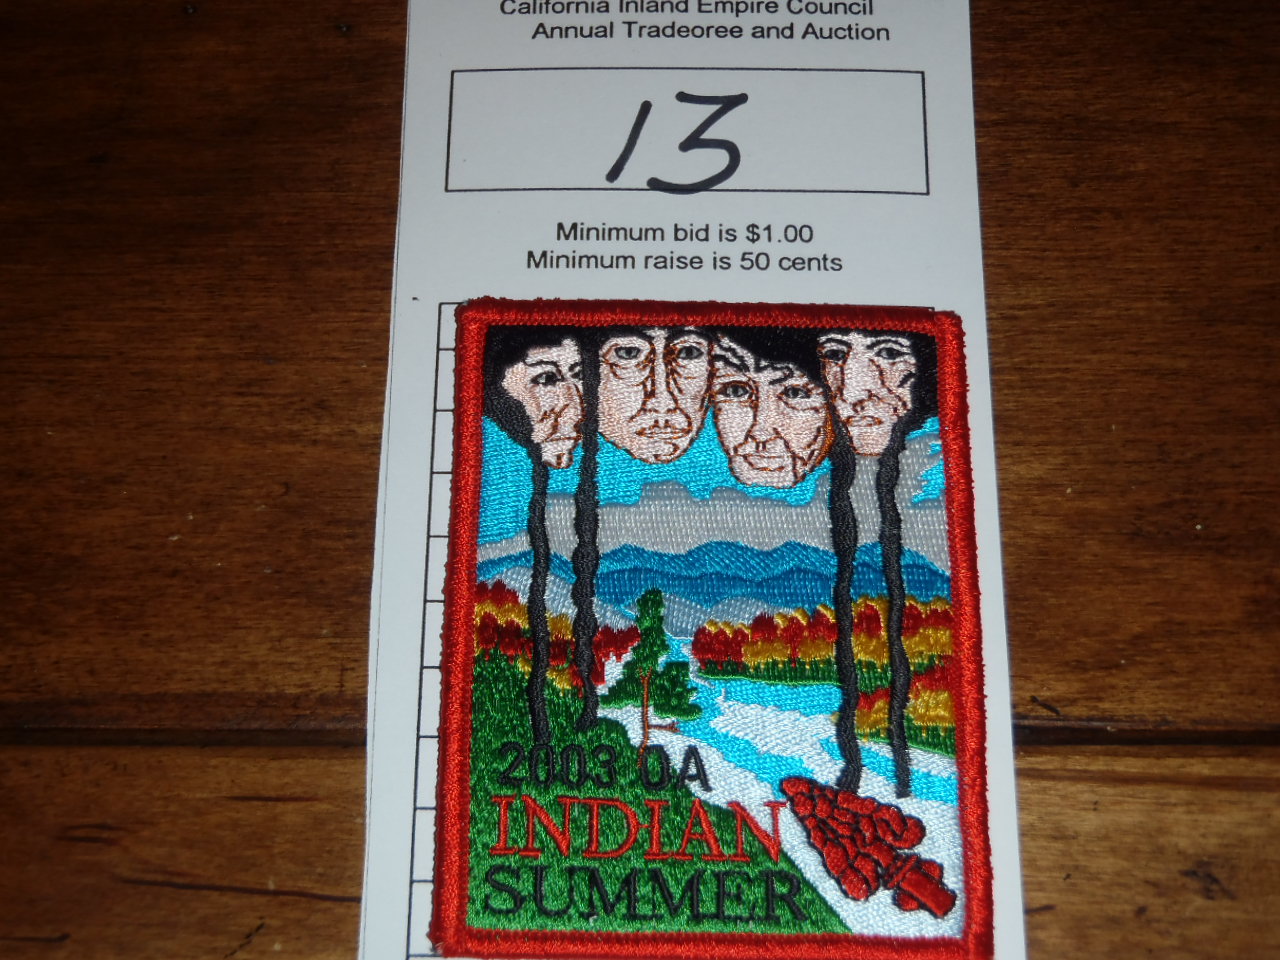 California Inland Empire Council
Annual Tradeoree and Auction
13
Minimum bid is $1.00
Minimum raise is 50 cents
2003 OA
INDIAN
SUMMER